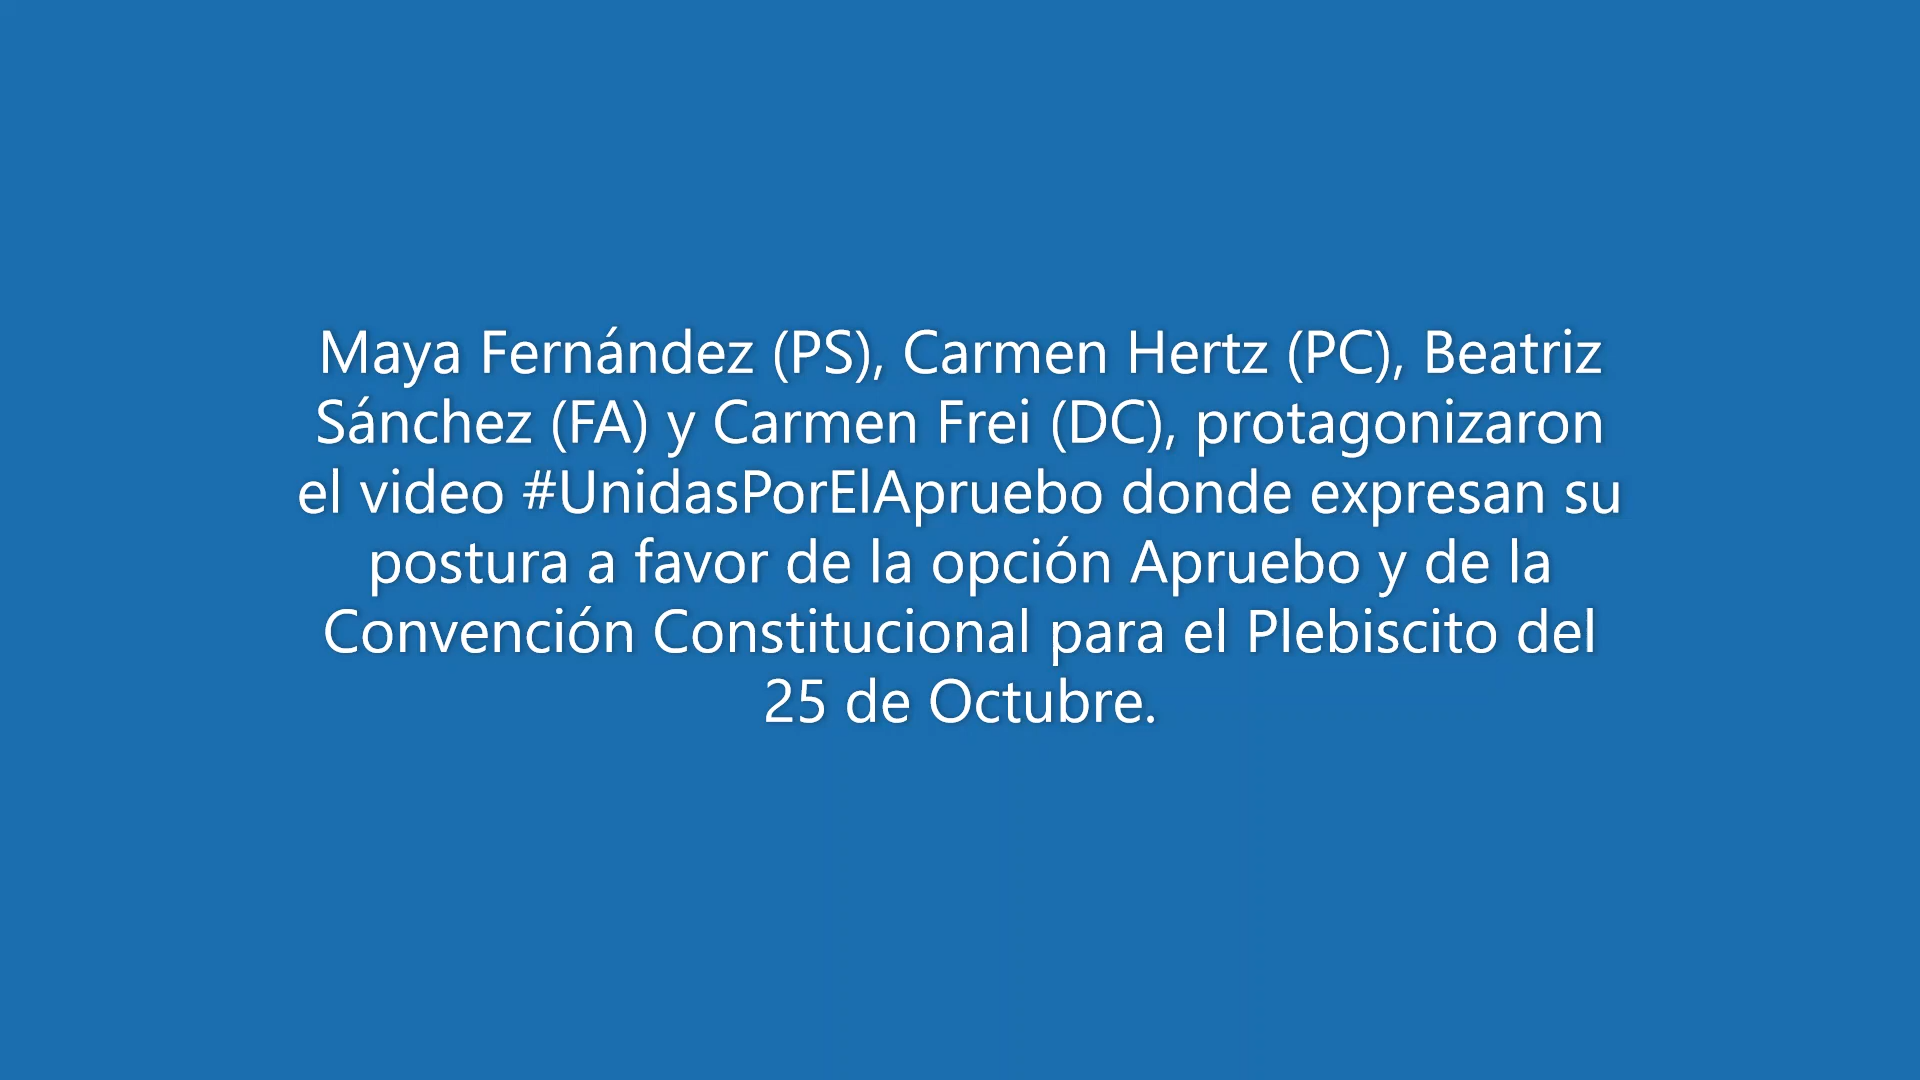 Maya Fernández (PS), Carmen Hertz (PC), Beatriz
Sánchez (FA) y Carmen Frei (DC), protagonizaron
el video #UnidasPorElApruebo donde expresan su
postura a favor de la opción Apruebo y de la
Convención Constitucional para el Plebiscito del
25 de Octubre.